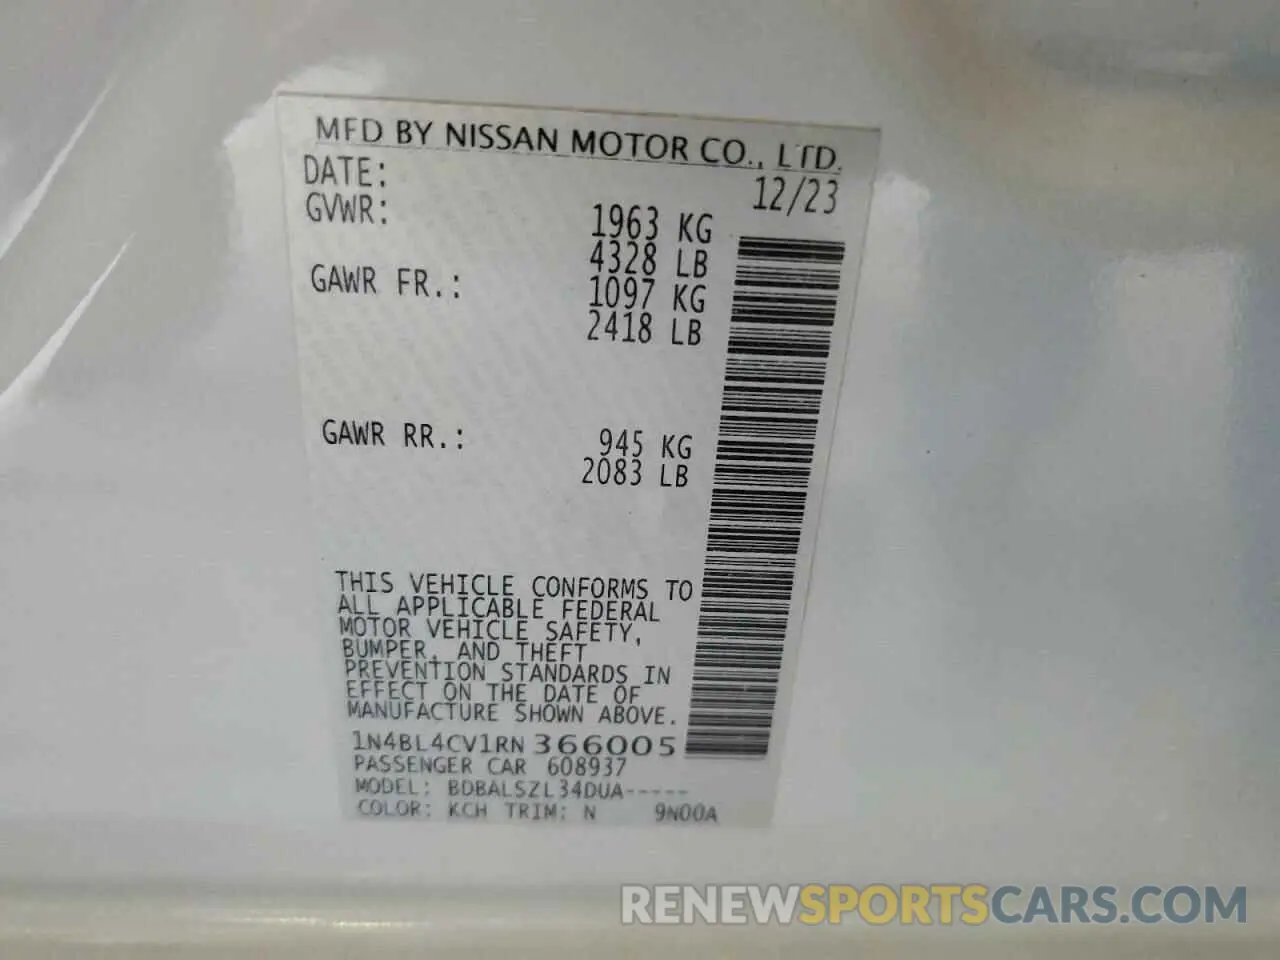 MFD BY NISSAN MOTOR CO., LTD.
DATE: 12/23
GVWR: 1963 KG
4328 LB
GAWR FR.: 1097 KG
2418 LB
GAWR RR.: 945 KG
2083 LB
THIS VEHICLE CONFORMS TO
ALL APPLICABLE FEDERAL
MOTOR VEHICLE SAFETY,
BUMPER, AND THEFT
PREVENTION STANDARDS IN
EFFECT ON THE DATE OF
MANUFACTURE SHOWN ABOVE.
1N4BL4CV1RN366005
PASSENGER CAR 608937
MODEL: BDBALSZL34DUA-----
COLOR: KCH TRIM: N 9N00A
RENEWSPORTSCARS.COM